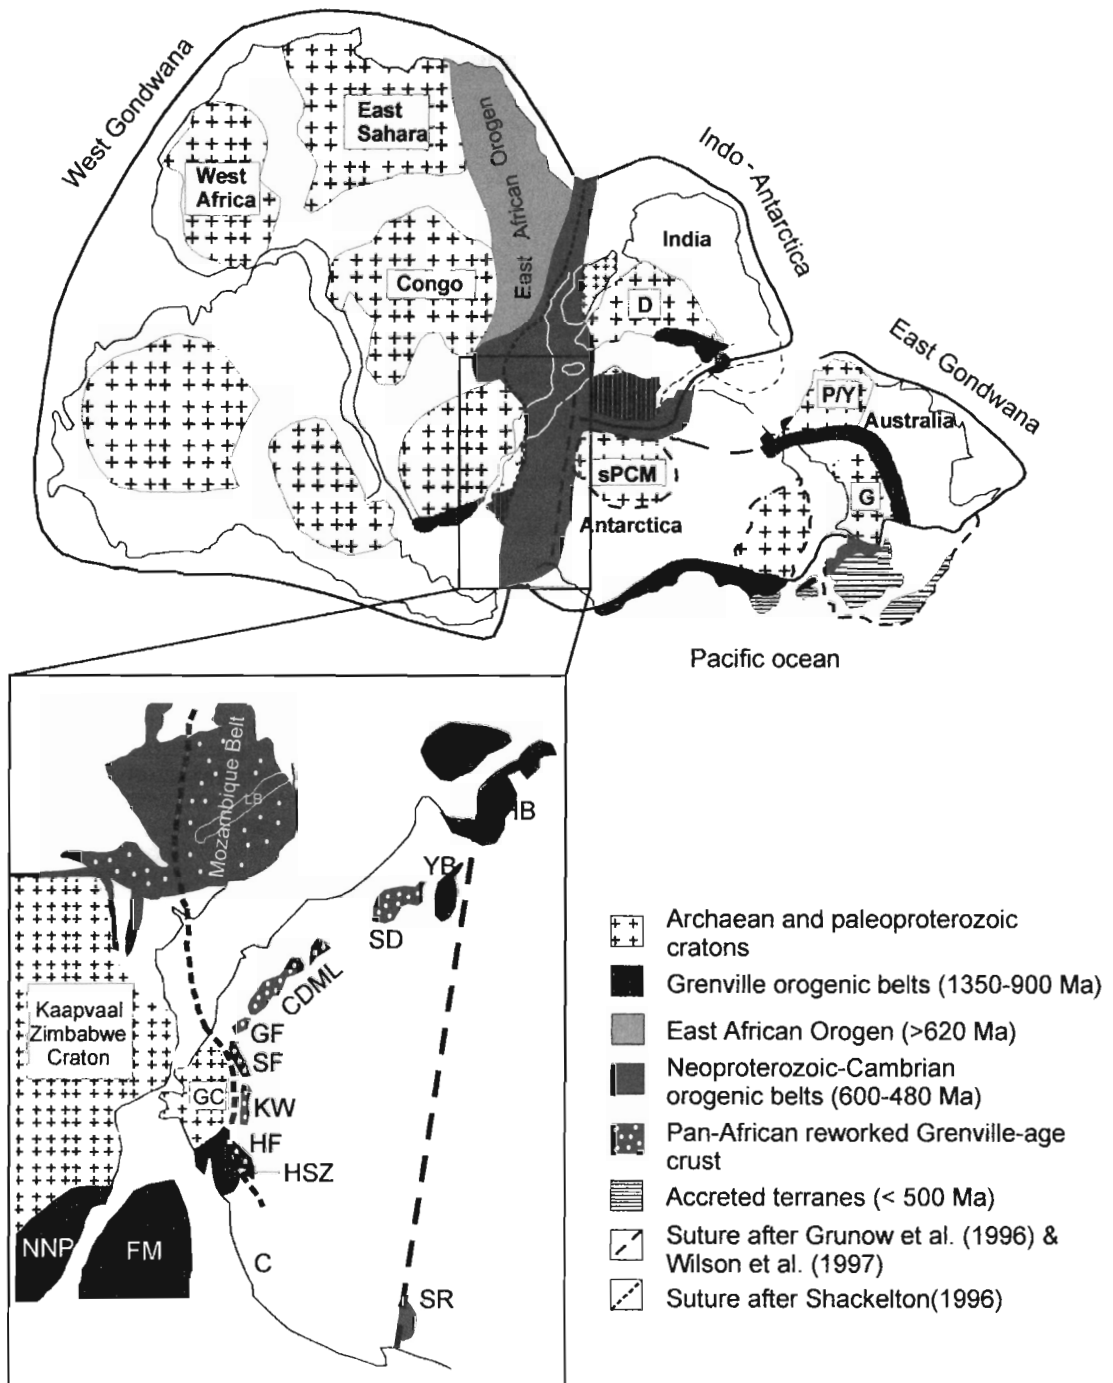 West Gondwana
East
Sahara
West
Africa
East African Orogen
Congo
Indo - Antarctica
India
D
East Gondwana
P/Y
Australia
sPCM
G
Antarctica
Pacific ocean
Mozambique Belt
LB
YB
SD
CDML
Kaapvaal
Zimbabwe
Craton
GF
SF
GC
KW
HF
HSZ
NNP
FM
C
SR
Archaean and paleoproterozoic
cratons
Grenville orogenic belts (1350-900 Ma)
East African Orogen (>620 Ma)
Neoproterozoic-Cambrian
orogenic belts (600-480 Ma)
Pan-African reworked Grenville-age
crust
Accreted terranes (< 500 Ma)
Suture after Grunow et al. (1996) &
Wilson et al. (1997)
Suture after Shackelton(1996)